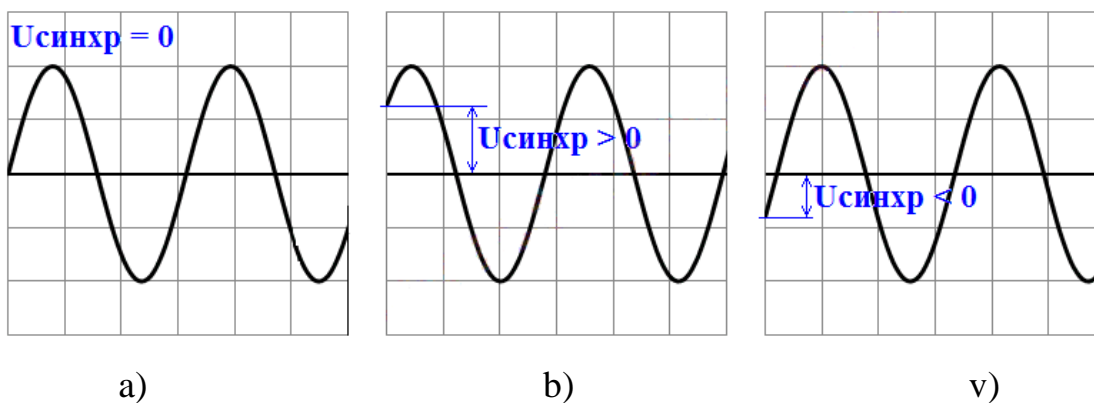 Uсинхр = 0
Uсинхр > 0
Uсинхр < 0
a)
b)
v)